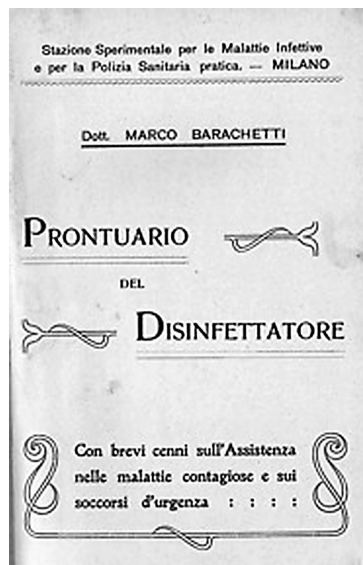 Stazione Sperimentale per le Malattie Infettive
e per la Polizia Sanitaria pratica. — MILANO
Dott. MARCO BARACHETTI
PRONTUARIO
DEL
DISINFETTATORE
Con brevi cenni sull'Assistenza
nelle malattie contagiose e sui
soccorsi d'urgenza : : : :